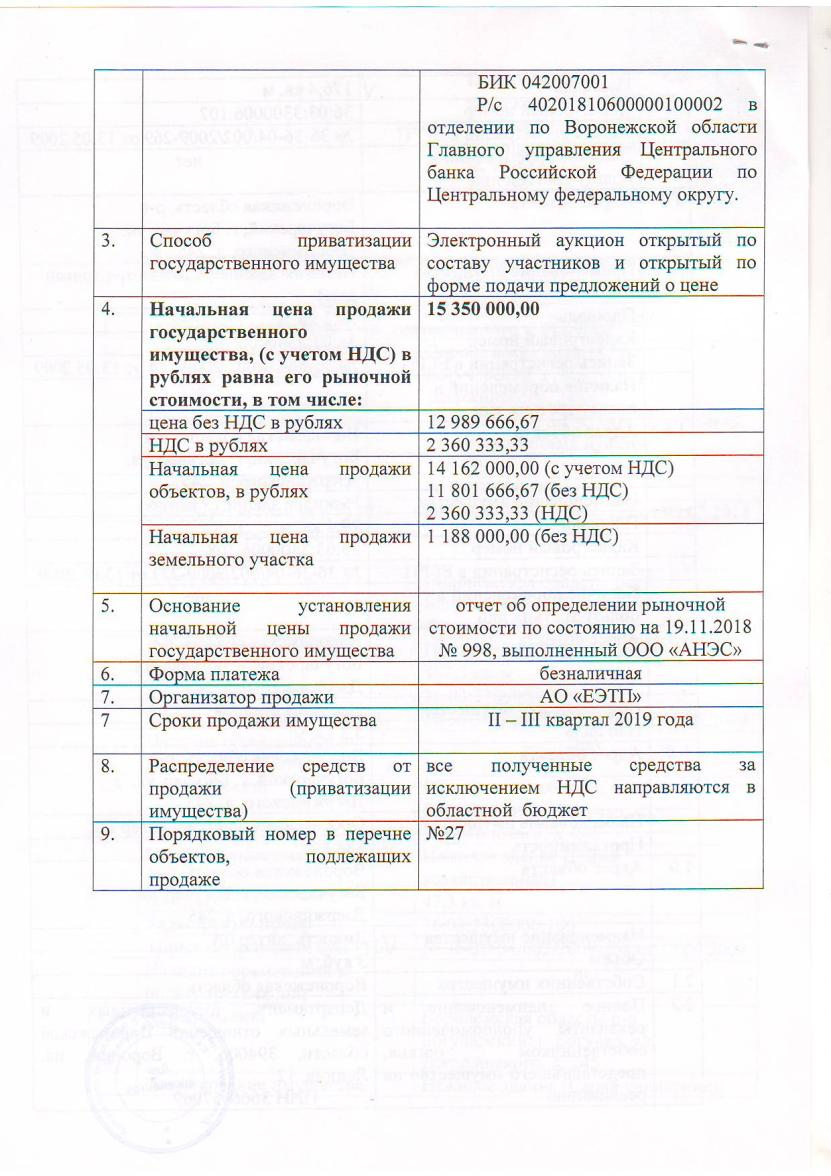 БИК 042007001
Р/с 40201810600000100002 в
отделении по Воронежской области
Главного управления Центрального
банка Российской Федерации по
Центральному федеральному округу.
3. Способ приватизации
государственного имущества
Электронный аукцион открытый по
составу участников и открытый по
форме подачи предложений о цене
4. Начальная цена продажи
государственного
имущества, (с учетом НДС) в
рублях равна его рыночной
стоимости, в том числе:
15 350 000,00
цена без НДС в рублях
12 989 666,67
НДС в рублях
2 360 333,33
Начальная цена продажи
объектов, в рублях
14 162 000,00 (с учетом НДС)
11 801 666,67 (без НДС)
2 360 333,33 (НДС)
Начальная цена продажи
земельного участка
1 188 000,00 (без НДС)
5. Основание установления
начальной цены продажи
государственного имущества
отчет об определении рыночной
стоимости по состоянию на 19.11.2018
№ 998, выполненный ООО «АНЭС»
6. Форма платежа
безналичная
7. Организатор продажи
АО «ЕЭТП»
7 Сроки продажи имущества
II – III квартал 2019 года
8. Распределение средств от
продажи (приватизации
имущества)
все полученные средства за
исключением НДС направляются в
областной бюджет
9. Порядковый номер в перечне
объектов, подлежащих
продаже
№27